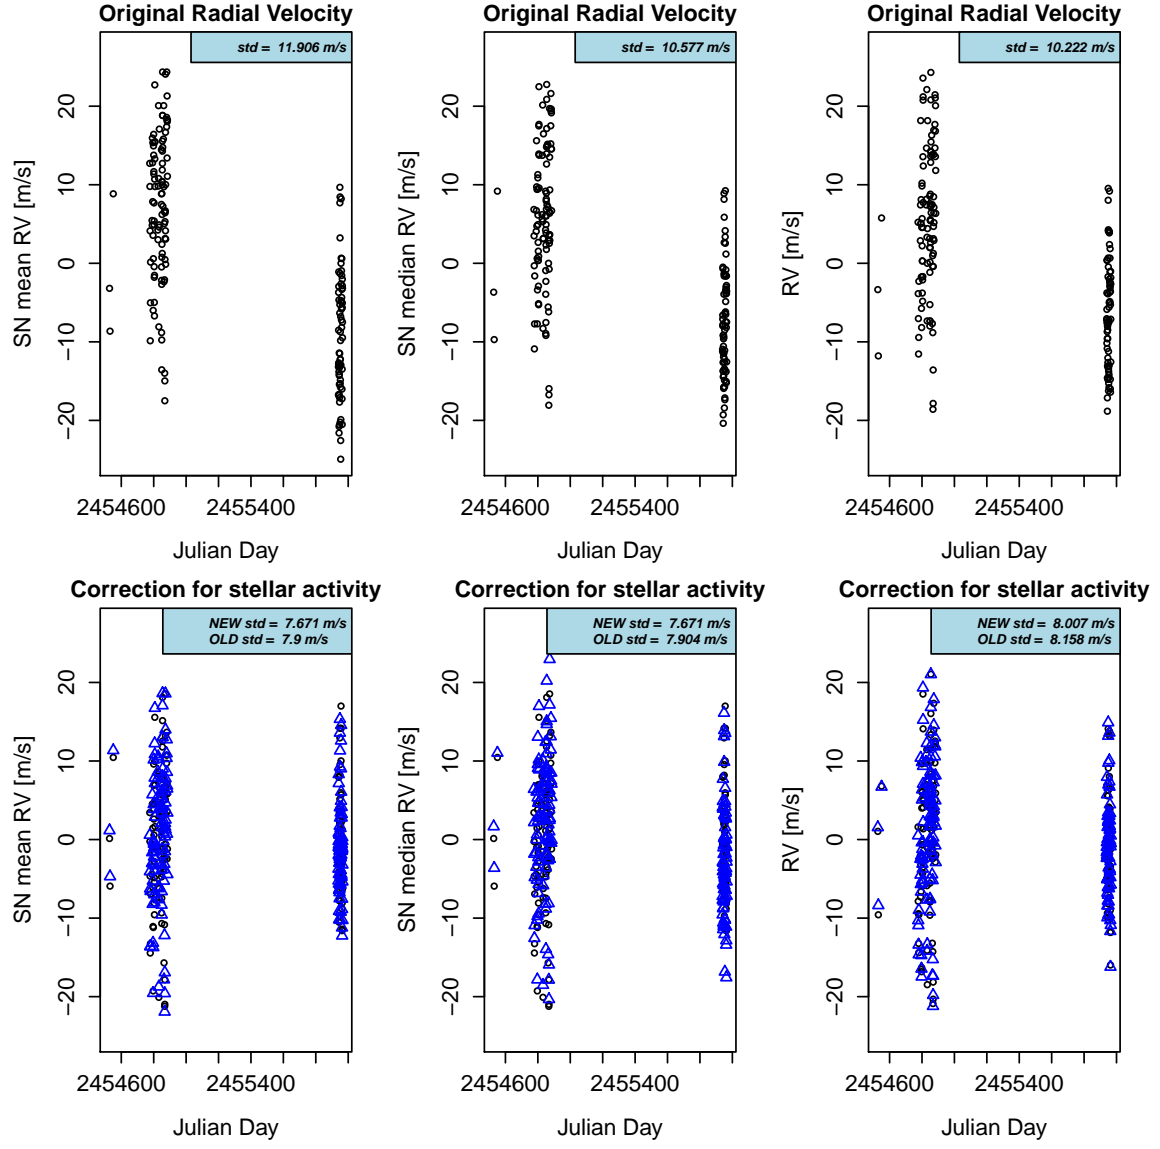 Original Radial Velocity
std = 11.906 m/s
SN mean RV [m/s]
20
10
0
−10
−20
2454600
2455400
Julian Day
Original Radial Velocity
std = 10.577 m/s
SN median RV [m/s]
20
10
0
−10
−20
2454600
2455400
Julian Day
Original Radial Velocity
std = 10.222 m/s
RV [m/s]
20
10
0
−10
−20
2454600
2455400
Julian Day
Correction for stellar activity
NEW std = 7.671 m/s
OLD std = 7.9 m/s
SN mean RV [m/s]
20
10
0
−10
−20
2454600
2455400
Julian Day
Correction for stellar activity
NEW std = 7.671 m/s
OLD std = 7.904 m/s
SN median RV [m/s]
20
10
0
−10
−20
2454600
2455400
Julian Day
Correction for stellar activity
NEW std = 8.007 m/s
OLD std = 8.158 m/s
RV [m/s]
20
10
0
−10
−20
2454600
2455400
Julian Day